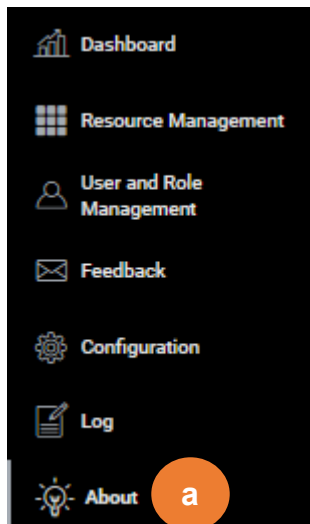 Dashboard
Resource Management
User and Role
Management
Feedback
Configuration
Log
About a